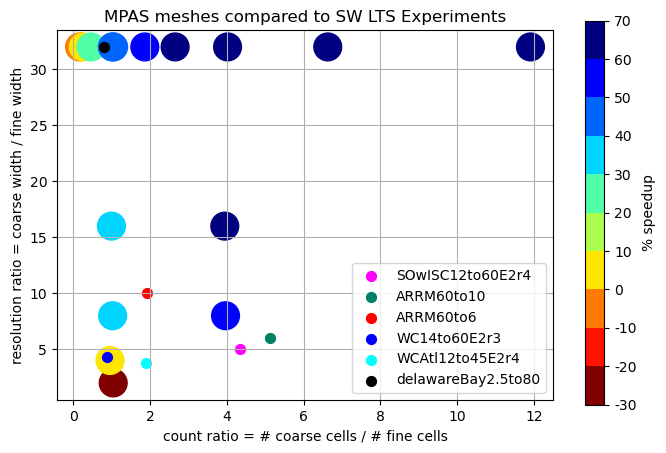 MPAS meshes compared to SW LTS Experiments
resolution ratio = coarse width / fine width
30
25
20
15
10
5
0
2
4
6
8
10
12
count ratio = # coarse cells / # fine cells
SOwISC12to60E2r4
ARRM60to10
ARRM60to6
WC14to60E2r3
WCAtl12to45E2r4
delawareBay2.5to80
70
60
50
40
30
20
10
0
-10
-20
-30
% speedup